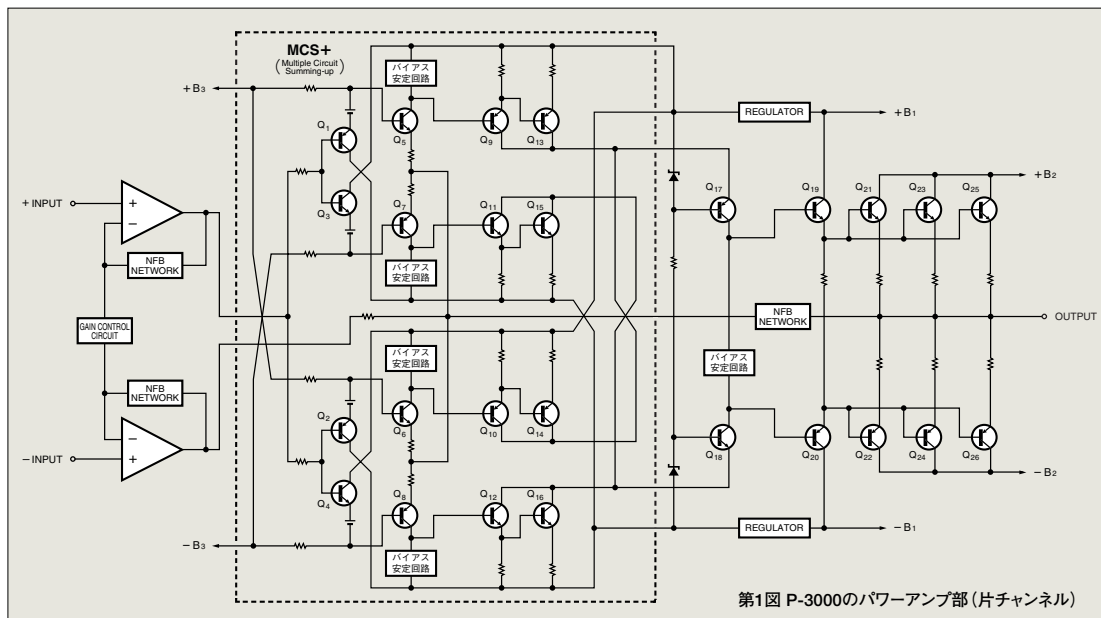 MCS+
( Multiple Circuit
Summing-up )
バイアス
安定回路
+B3
Q1
Q5
Q9
Q13
REGULATOR
+B1
+B2
Q3
Q17
Q19
Q21
Q23
Q25
+ INPUT
+
−
Q7
Q11
Q15
NFB
NETWORK
バイアス
安定回路
GAIN CONTROL
CIRCUIT
NFB
NETWORK
OUTPUT
バイアス
安定回路
バイアス
安定回路
NFB
NETWORK
Q2
Q6
Q10
Q14
−
+
− INPUT
Q18
Q20
Q22
Q24
Q26
−B2
Q4
Q8
Q12
Q16
−B3
REGULATOR
−B1
バイアス
安定回路
第1図 P-3000のパワーアンプ部（片チャンネル）